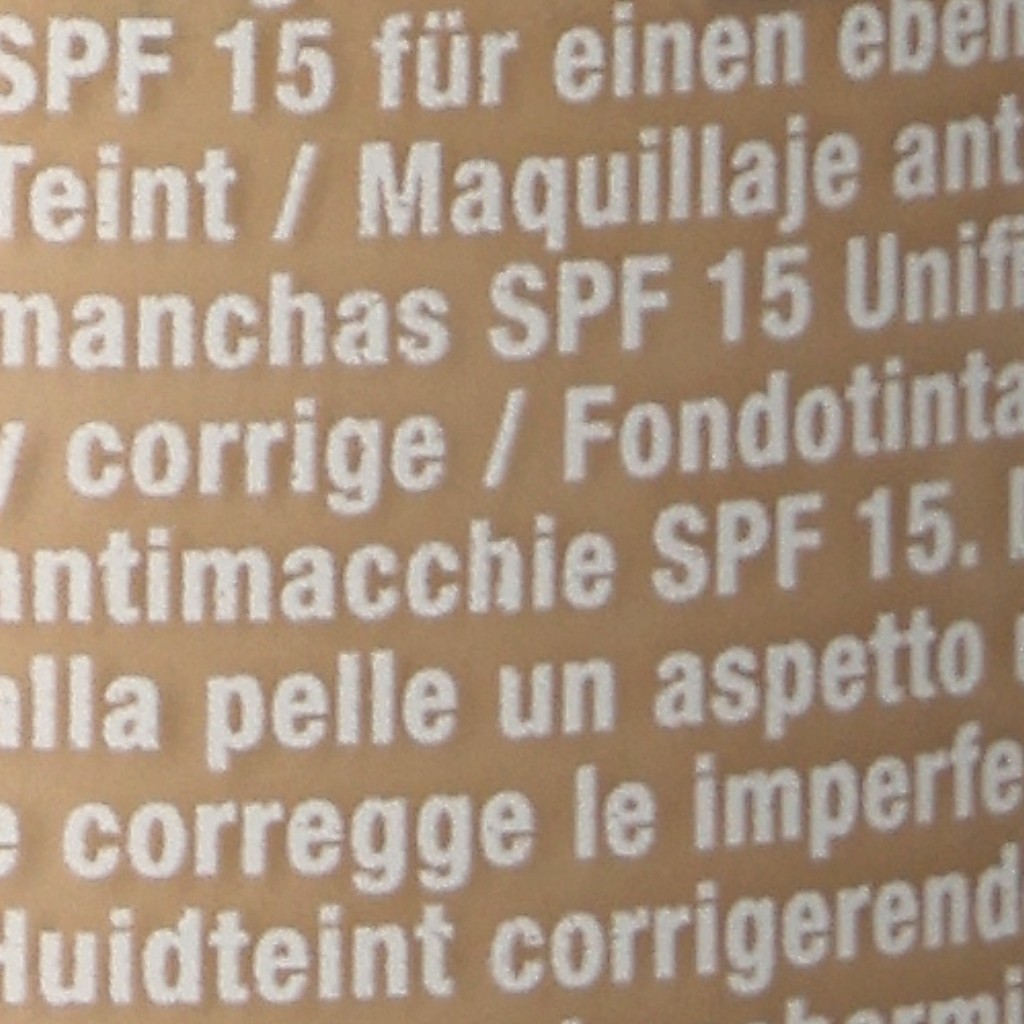 SPF 15 für einen eben
Teint / Maquillaje ant
manchas SPF 15 Unifi
y corrige / Fondotinta
antimacchie SPF 15.
alla pelle un aspetto
e corregge le imperfe
Huidteint corrigerend